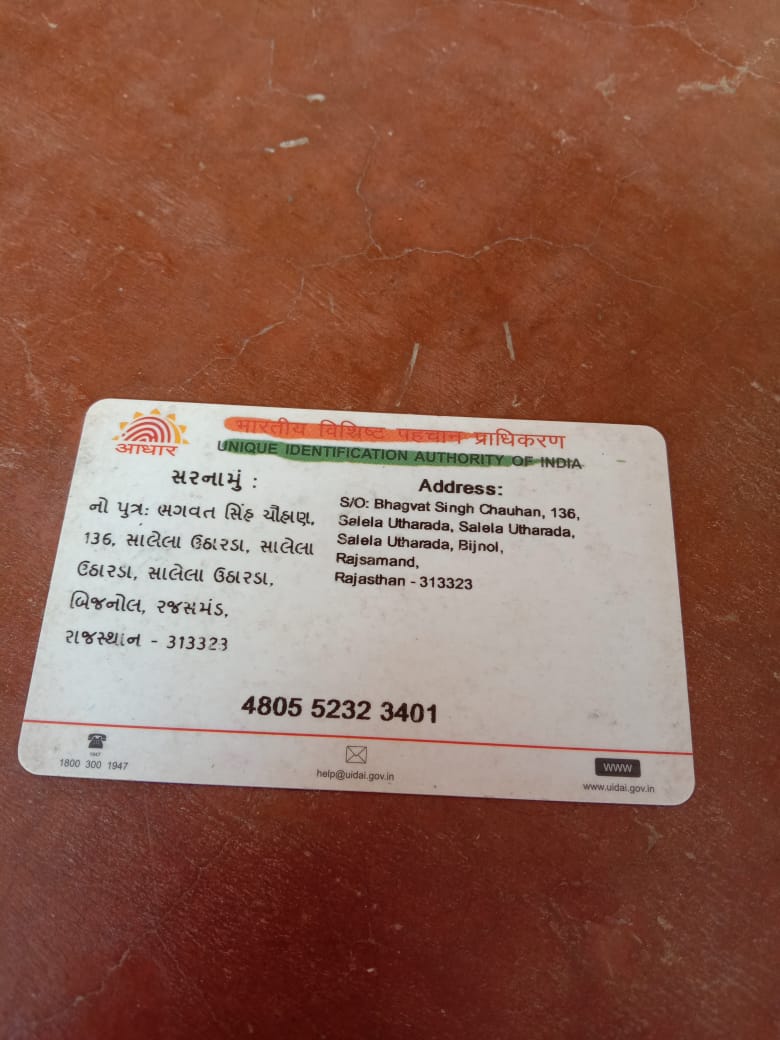 आधार
भारतीय विशिष्ट पहचान प्राधिकरण
UNIQUE IDENTIFICATION AUTHORITY OF INDIA
સરનામું :
નો પુત્ર: ભગવત સિંહ ચૌહાણ,
136, સાલેલા ઉઠારડા, સાલેલા
ઉઠારડા, સાલેલા ઉઠારડા,
બિજનોલ, રજસમંડ,
રાજસ્થાન - 313323
Address:
S/O: Bhagvat Singh Chauhan, 136,
Salela Utharada, Salela Utharada,
Salela Utharada, Bijnol,
Rajsamand,
Rajasthan - 313323
4805 5232 3401
1947
1800 300 1947
help@uidai.gov.in
WWW
www.uidai.gov.in